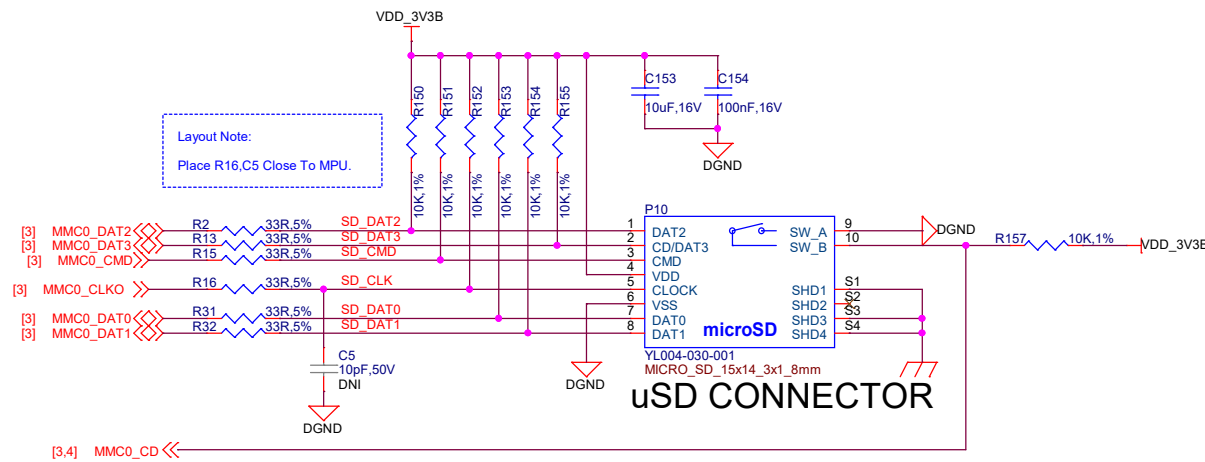 VDD_3V3B
R150
R151
R152
R153
R154
R155
C153
10uF,16V
C154
100nF,16V
DGND
Layout Note:
Place R16,C5 Close To MPU.
10K,1%
10K,1%
10K,1%
10K,1%
10K,1%
10K,1%
[3] MMC0_DAT2 R2 33R,5% SD_DAT2
[3] MMC0_DAT3 R13 33R,5% SD_DAT3
[3] MMC0_CMD R15 33R,5% SD_CMD
[3] MMC0_CLKO R16 33R,5% SD_CLK
[3] MMC0_DAT0 R31 33R,5% SD_DAT0
[3] MMC0_DAT1 R32 33R,5% SD_DAT1
P10
1 DAT2 SW_A 9
2 CD/DAT3 SW_B 10
3 CMD
4 VDD
5 CLOCK SHD1 S1
6 VSS SHD2 S2
7 DAT0 SHD3 S3
8 DAT1 SHD4 S4
microSD
DGND
R157 10K,1% VDD_3V3B
YL004-030-001
MICRO_SD_15x14_3x1_8mm
uSD CONNECTOR
C5
10pF,50V
DNI
DGND
DGND
[3,4] MMC0_CD